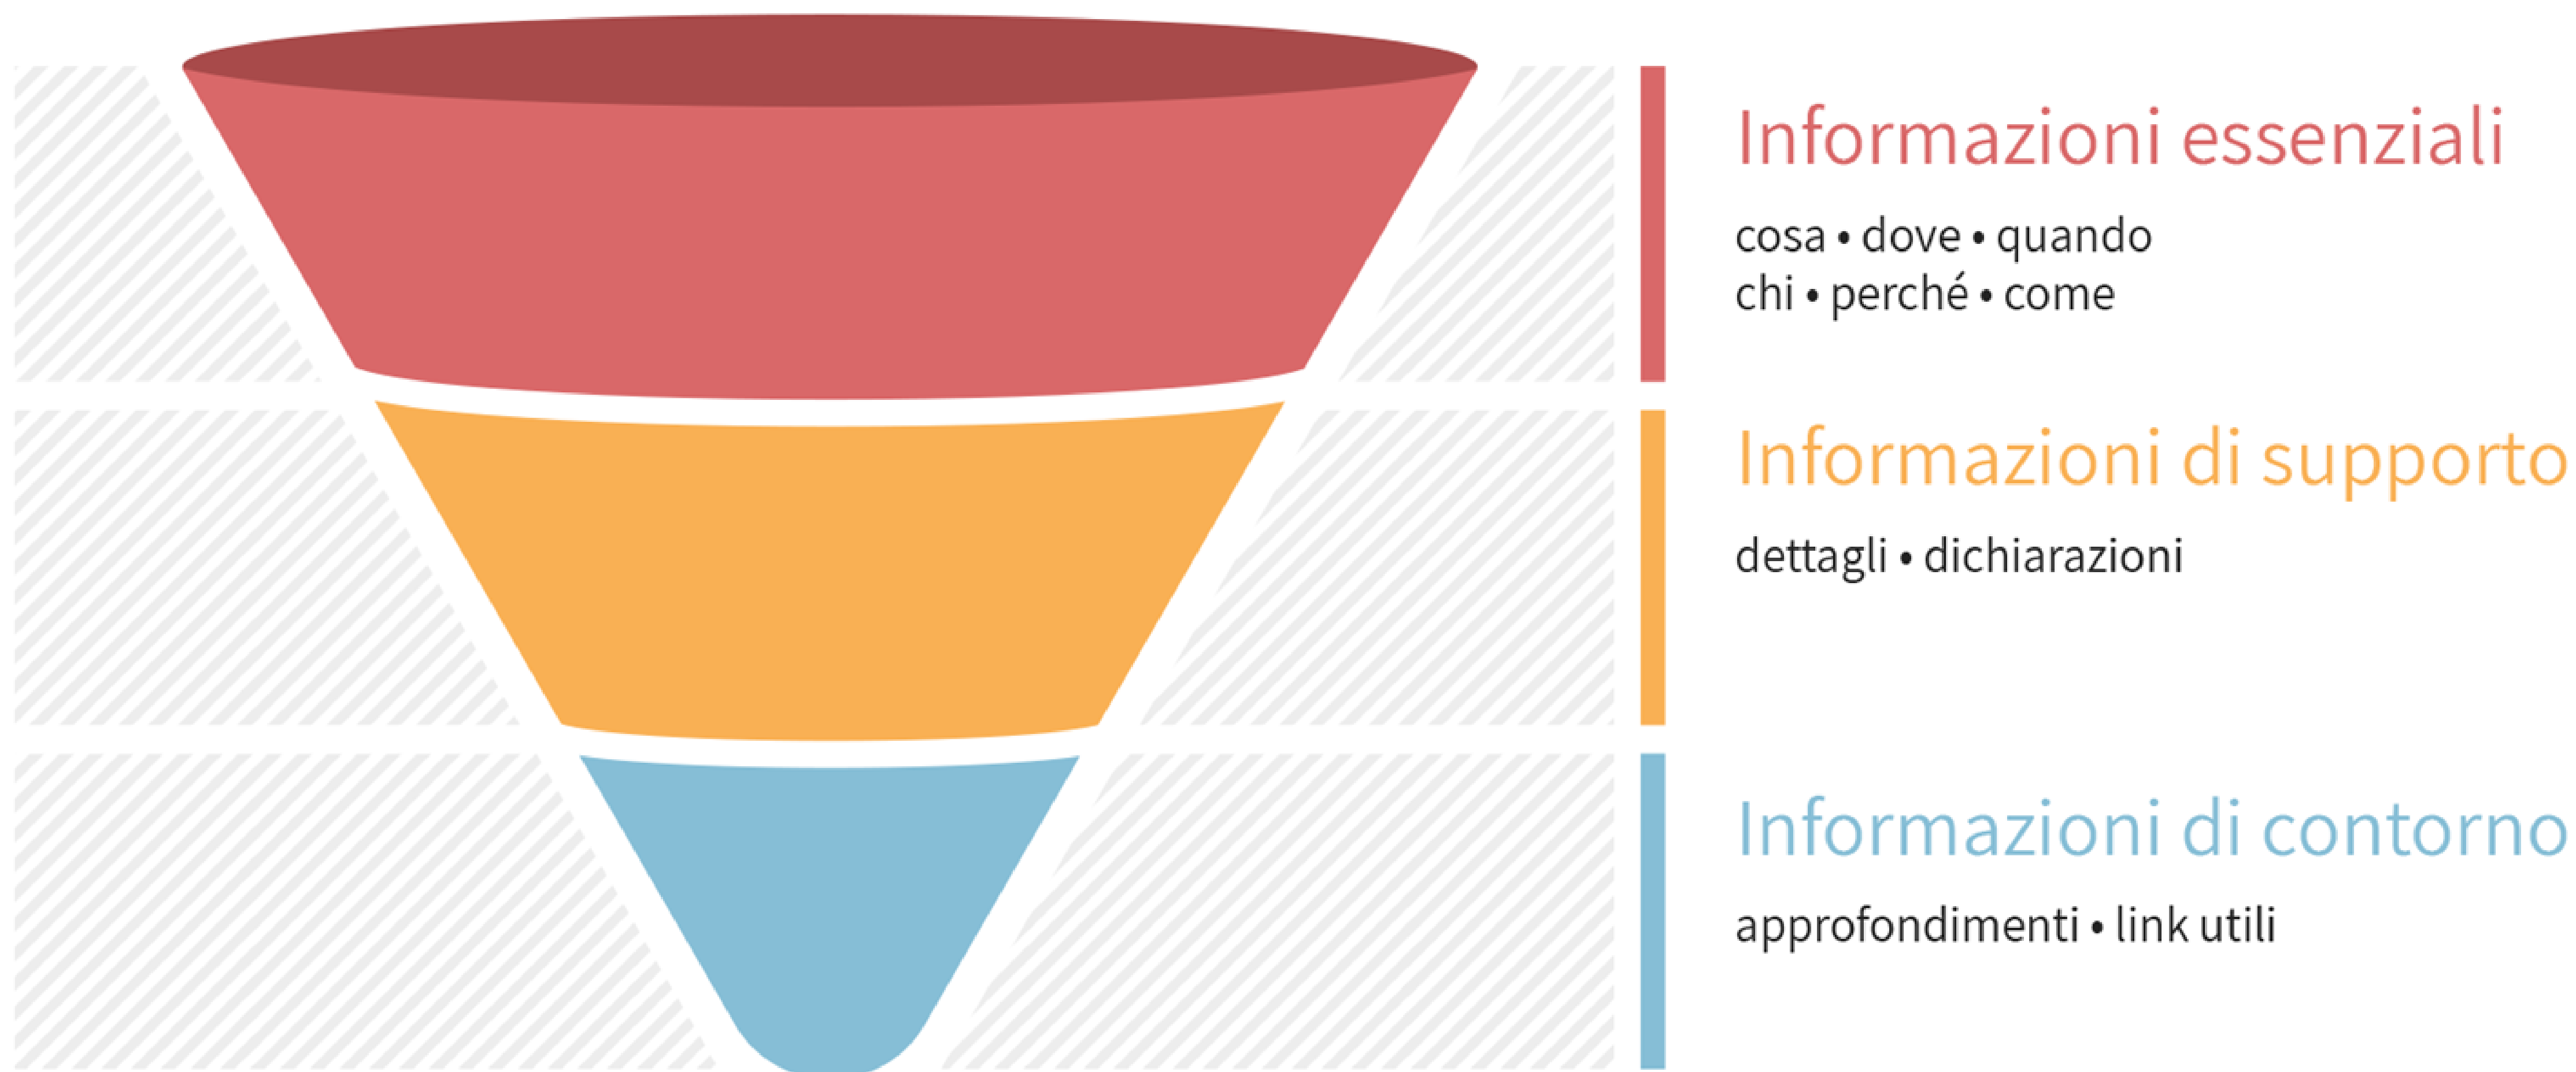 Informazioni essenziali
cosa • dove • quando
chi • perché • come
Informazioni di supporto
dettagli • dichiarazioni
Informazioni di contorno
approfondimenti • link utili